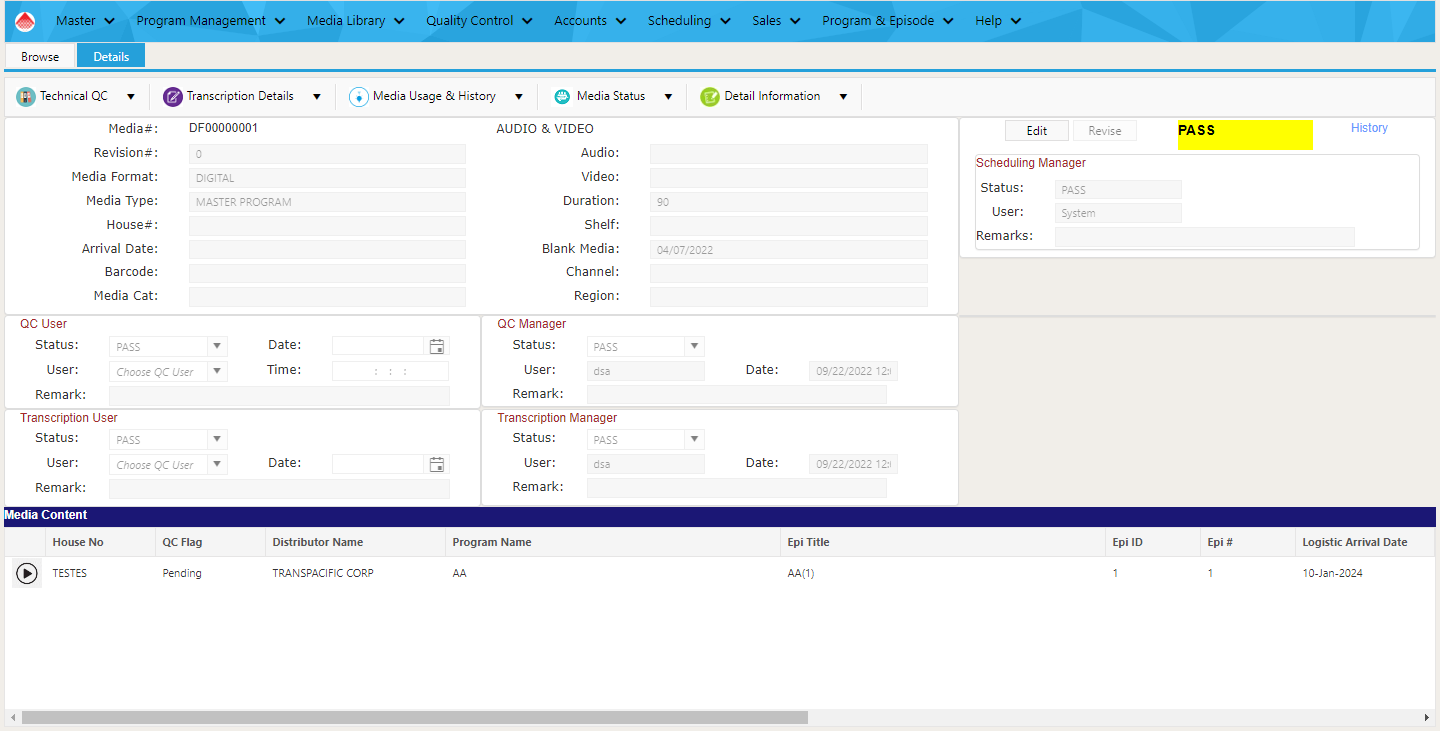 Master Program Management Media Library Quality Control Accounts Scheduling Sales Program & Episode Help
Browse Details
Technical QC Transcription Details Media Usage & History Media Status Detail Information
Media#: DF00000001 AUDIO & VIDEO
Revision#: 0 Audio:
Media Format: DIGITAL Video:
Media Type: MASTER PROGRAM Duration: 90
House#: Shelf:
Arrival Date: Blank Media: 04/07/2022
Barcode: Channel:
Media Cat: Region:
Edit Revise PASS History
Scheduling Manager
Status: PASS
User: System
Remarks:
QC User
Status: PASS Date:
User: Choose QC User Time: : : :
Remark:
QC Manager
Status: PASS
User: dsa Date: 09/22/2022 12:
Remark:
Transcription User
Status: PASS
User: Choose QC User Date:
Remark:
Transcription Manager
Status: PASS
User: dsa Date: 09/22/2022 12:
Remark:
Media Content
House No QC Flag Distributor Name Program Name Epi Title Epi ID Epi # Logistic Arrival Date
TESTES Pending TRANSPACIFIC CORP AA AA(1) 1 1 10-Jan-2024